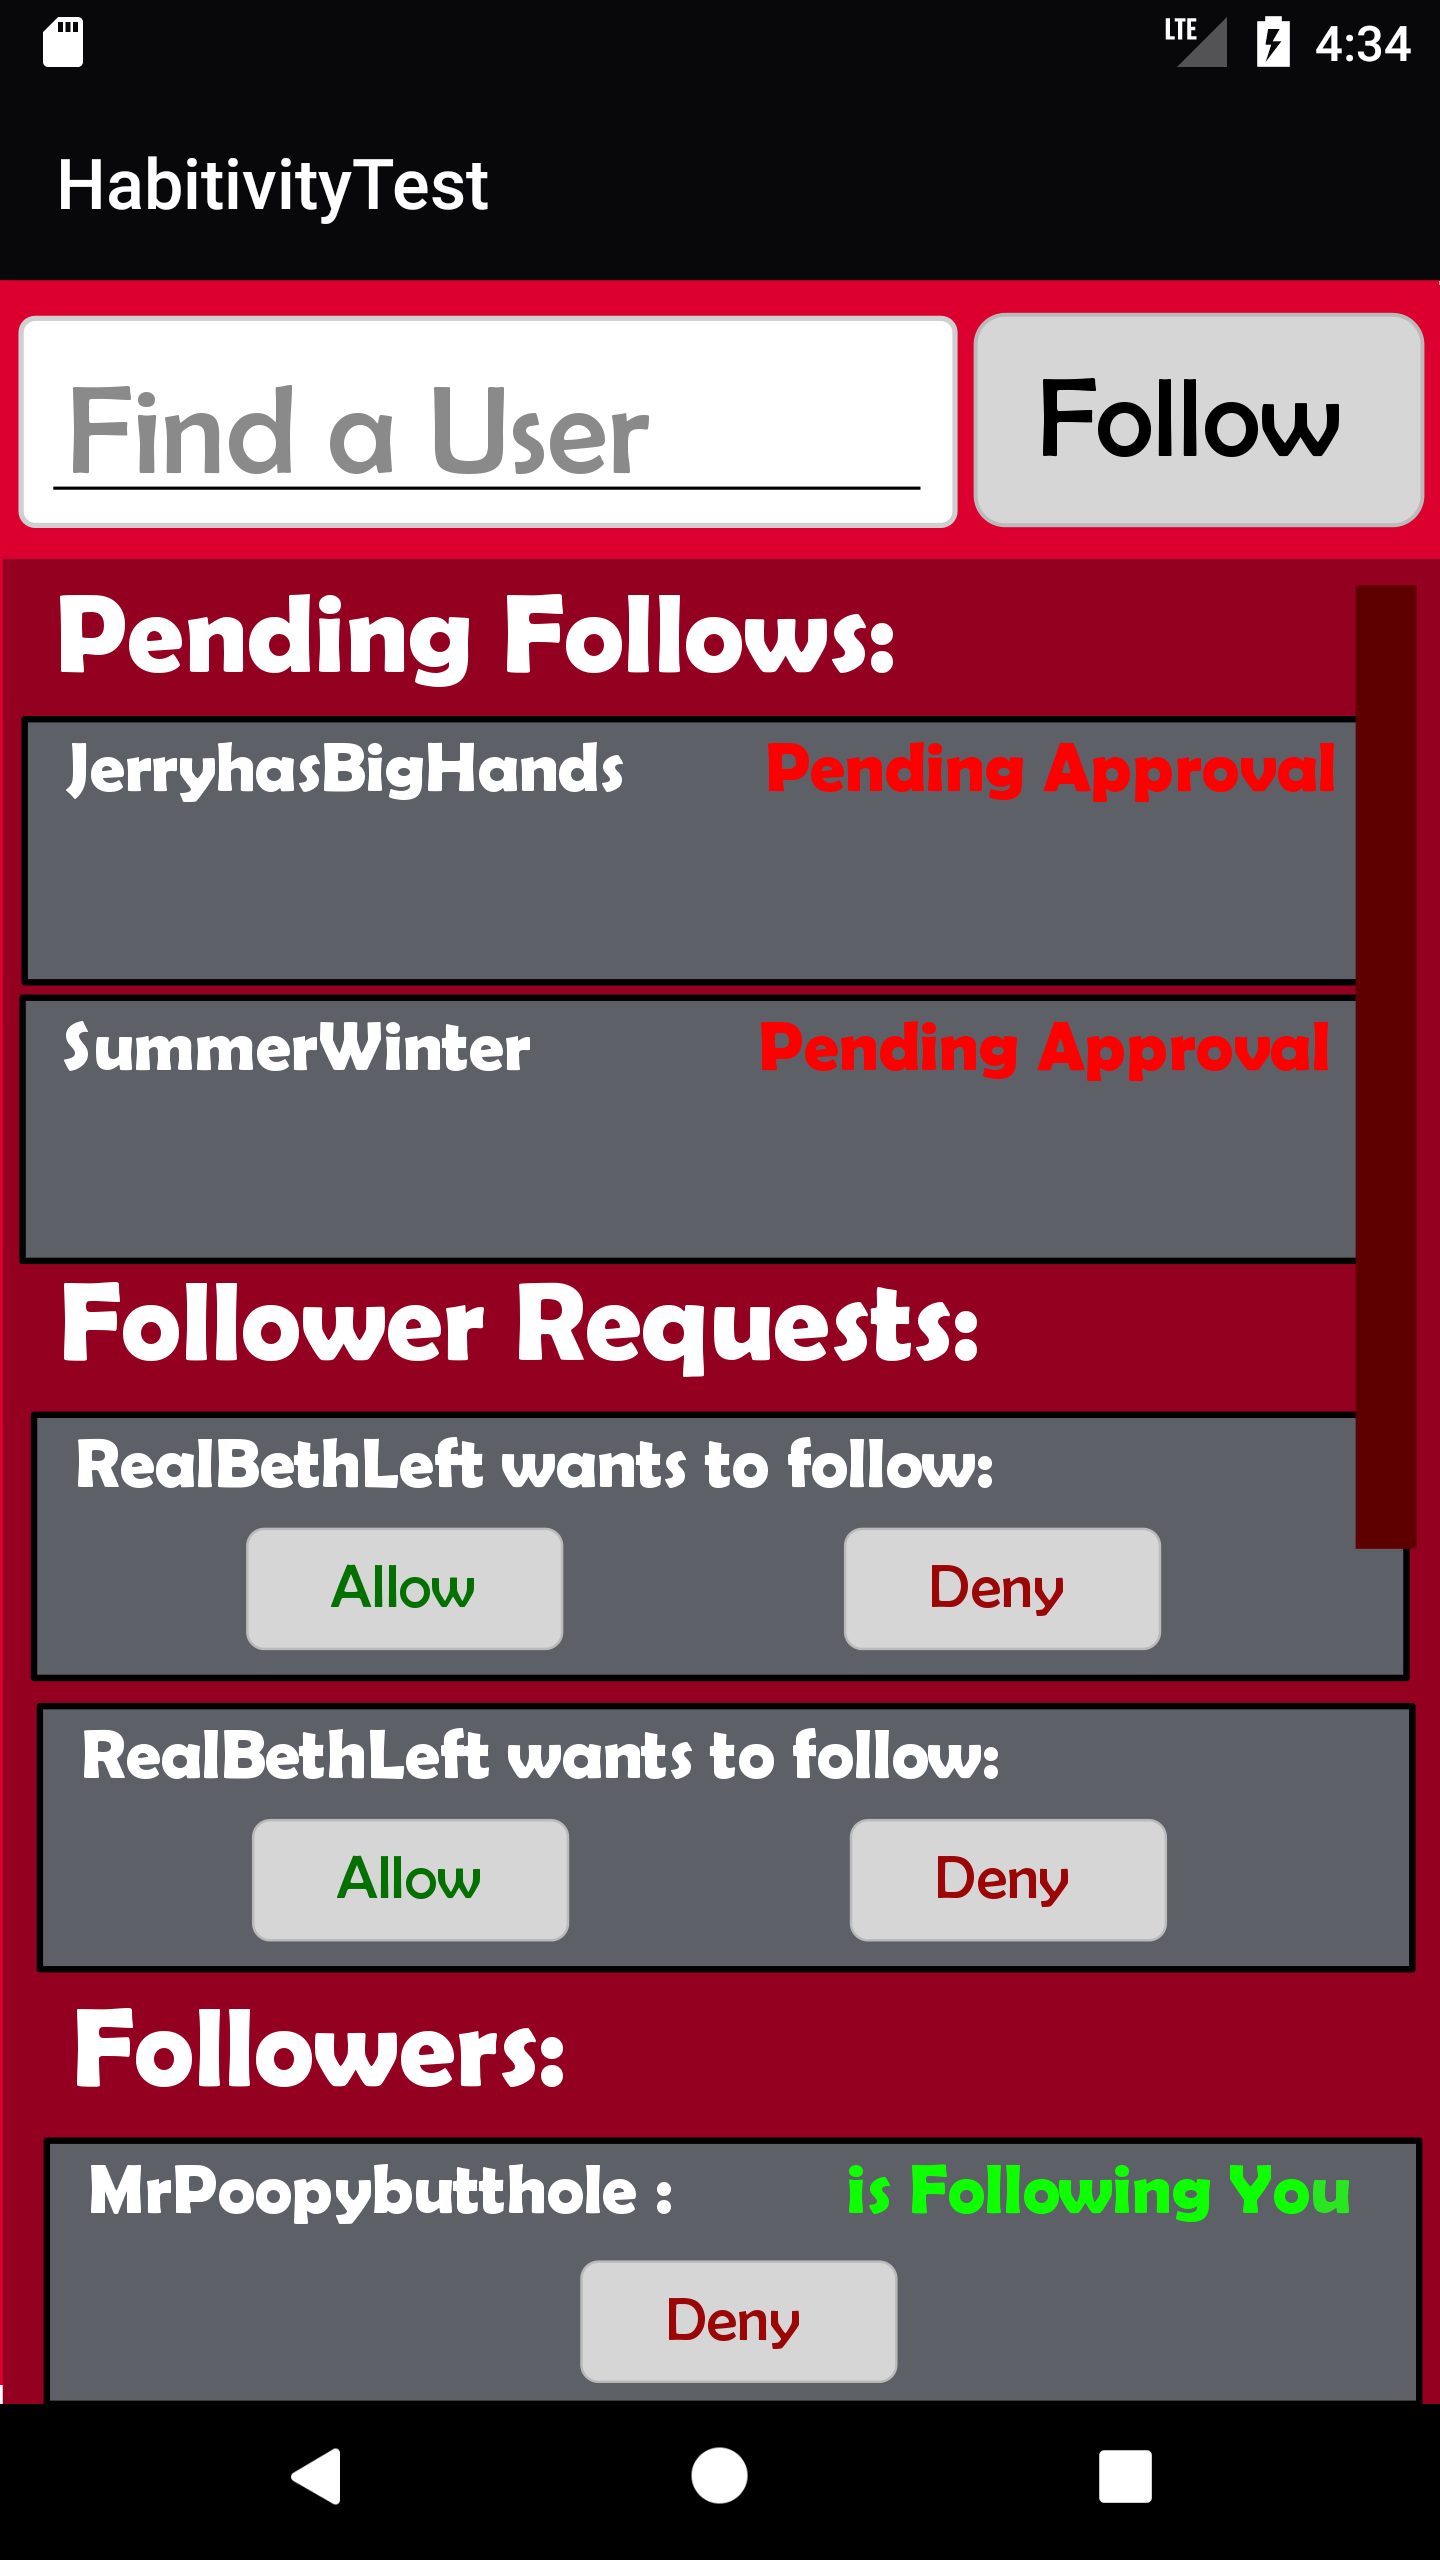 LTE 4:34
HabitivityTest
Find a User Follow
Pending Follows:
JerryhasBigHands Pending Approval
SummerWinter Pending Approval
Follower Requests:
RealBethLeft wants to follow:
Allow Deny
RealBethLeft wants to follow:
Allow Deny
Followers:
MrPoopybutthole : is Following You
Deny